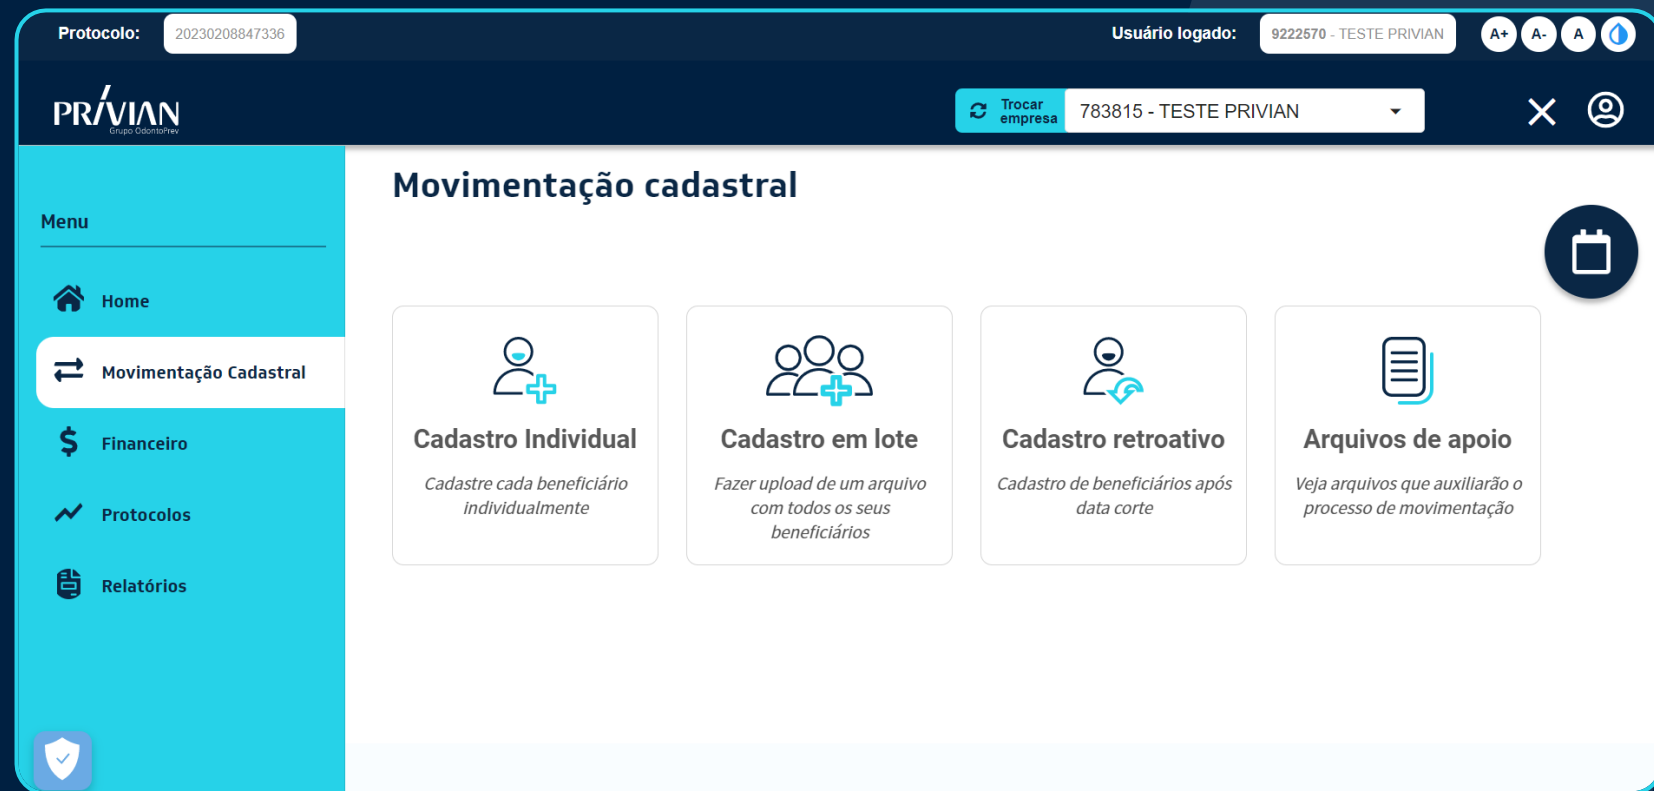 Protocolo: 20230208847336 Usuário logado: 9222570 - TESTE PRIVIAN A+ A- A
PRIVIAN
Grupo OdontoPrev
Trocar
empresa
783815 - TESTE PRIVIAN
Movimentação cadastral
Menu
Home
Movimentação Cadastral
Financeiro
Protocolos
Relatórios
Cadastro Individual
Cadastre cada beneficiário
individualmente
Cadastro em lote
Fazer upload de um arquivo
com todos os seus
beneficiários
Cadastro retroativo
Cadastro de beneficiários após
data corte
Arquivos de apoio
Veja arquivos que auxiliarão o
processo de movimentação